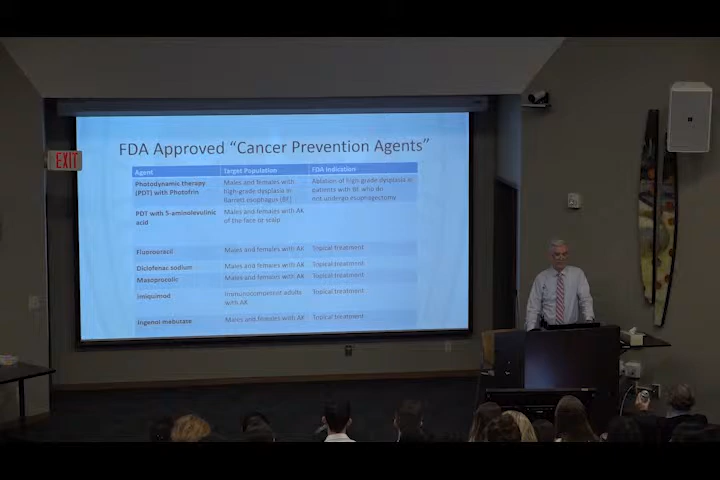 FDA Approved “Cancer Prevention Agents”
EXIT
Agent Target Population FDA Indication
Photodynamic therapy Males and females with Ablation of high-grade dysplasia in
(PDT) with Photofrin high-grade dysplasia in patients with BE who do
Barrett esophagus [BE] not undergo esophagectomy
PDT with 5-aminolevulinic Males and females with AK
acid of the face or scalp
Fluoroeracil Males and females with AK Topical treatment
Diclofenac sodium Males and females with AK Topical treatment
Masoprocolic Males and females with AK Topical treatment
Imiquimod Immunocompetent adults Topical treatment
with AK
Ingenol mebutate Males and females with AK Topical treatment